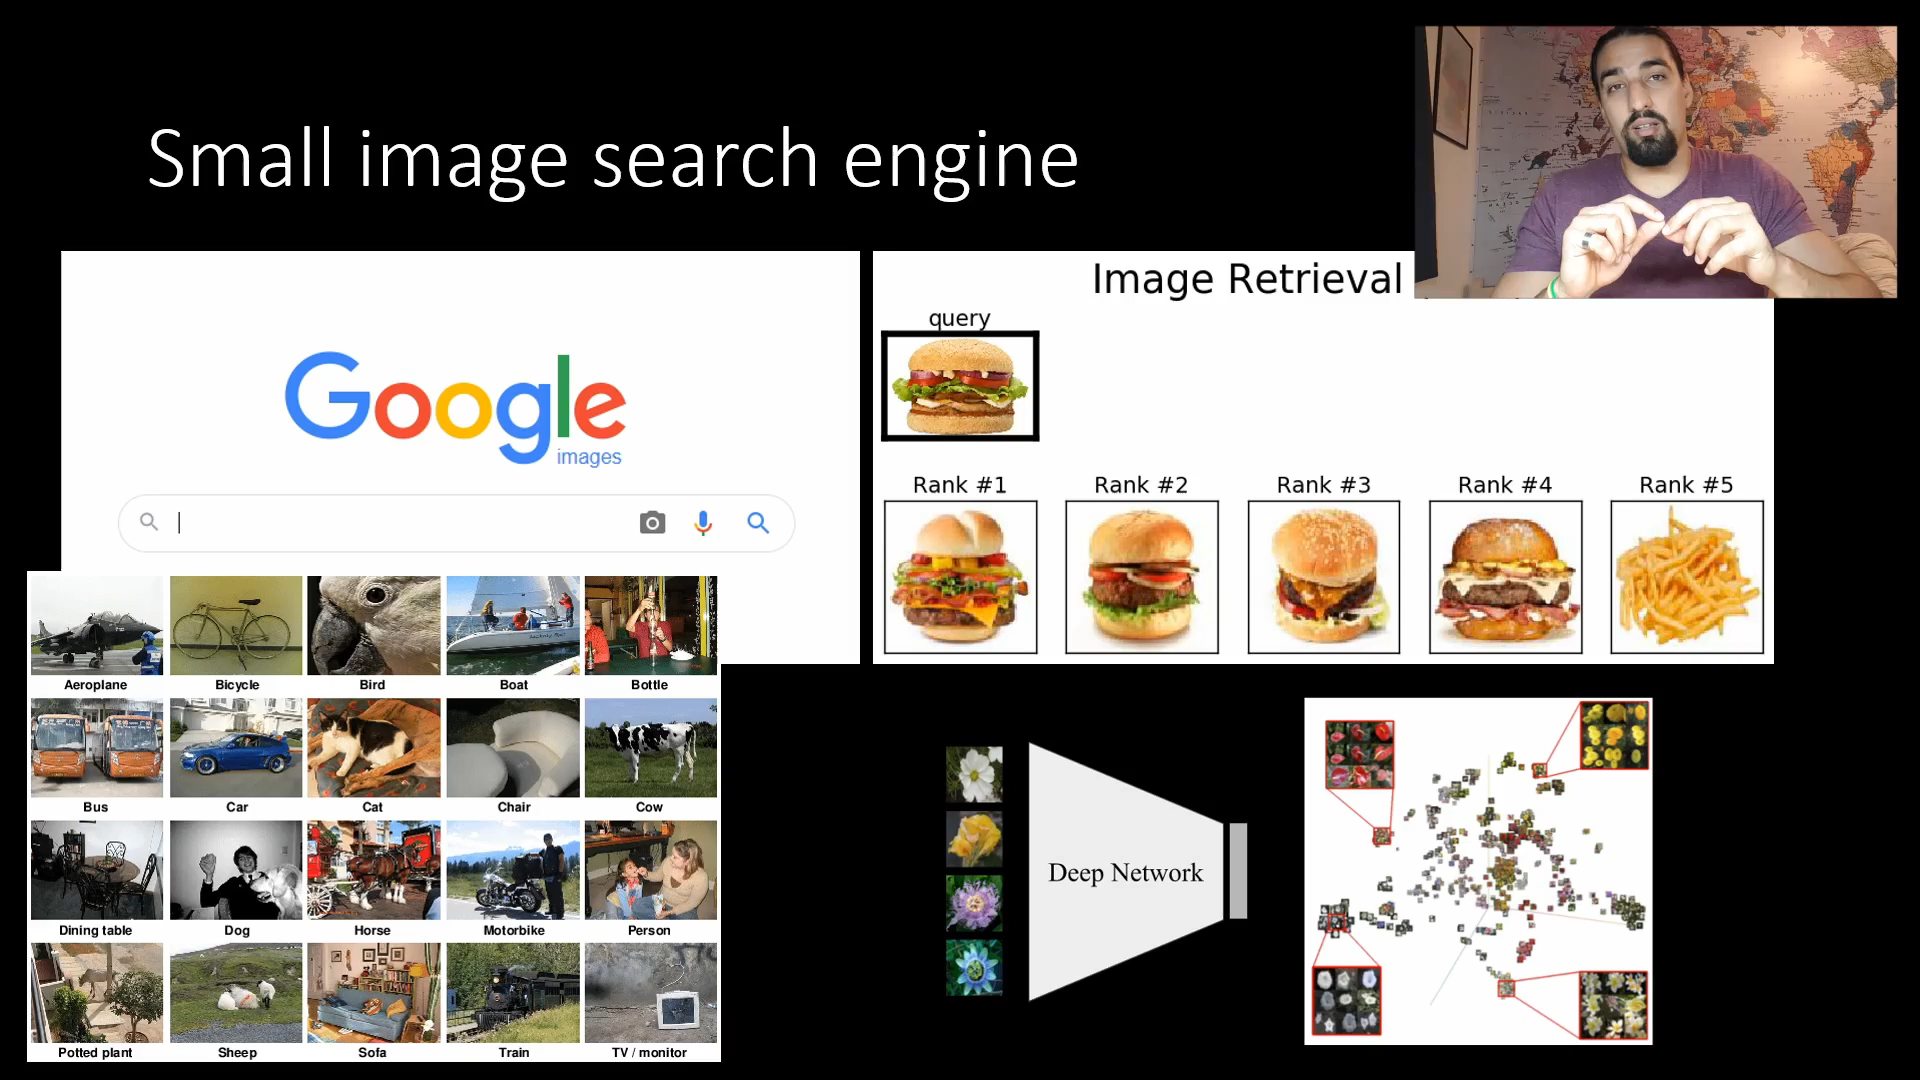 Small image search engine
Google
images
Image Retrieval
query
Rank #1 Rank #2 Rank #3 Rank #4 Rank #5
Aeroplane Bicycle Bird Boat Bottle
Bus Car Cat Chair Cow
Dining table Dog Horse Motorbike Person
Potted plant Sheep Sofa Train TV / monitor
Deep Network